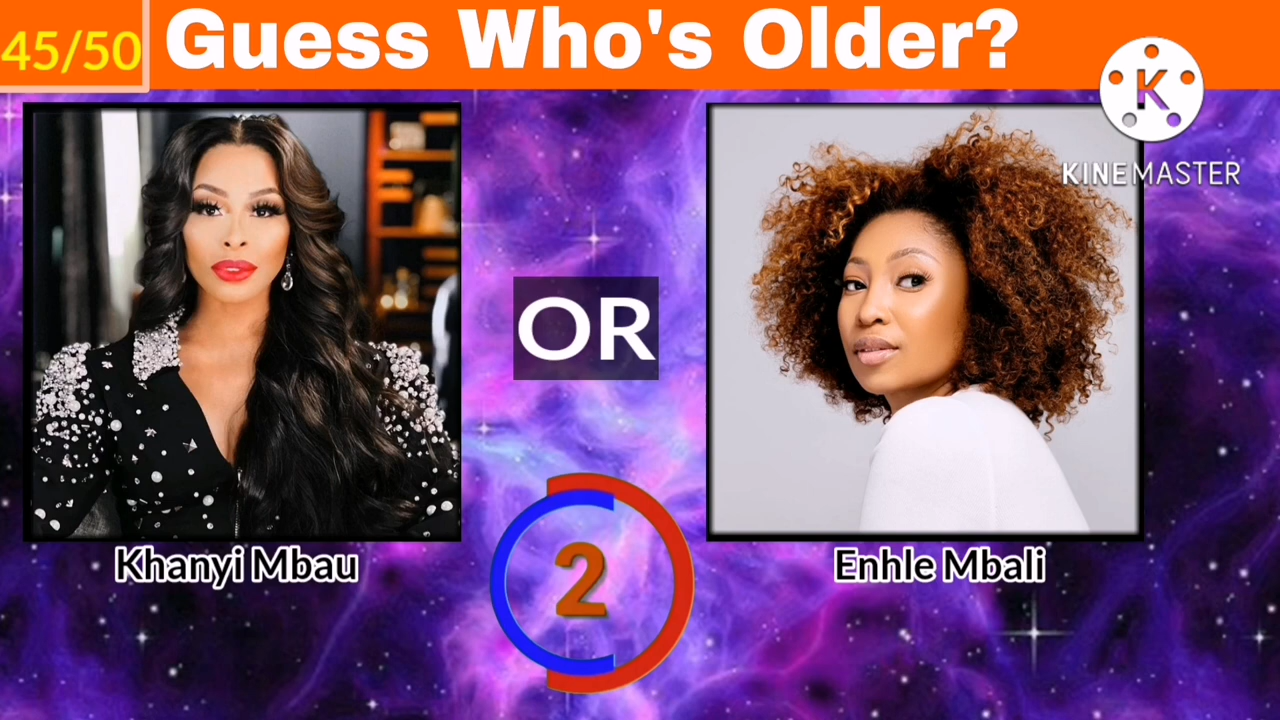 45/50
Guess Who's Older?
K
KINEMASTER
OR
Khanyi Mbau
2
Enhle Mbali